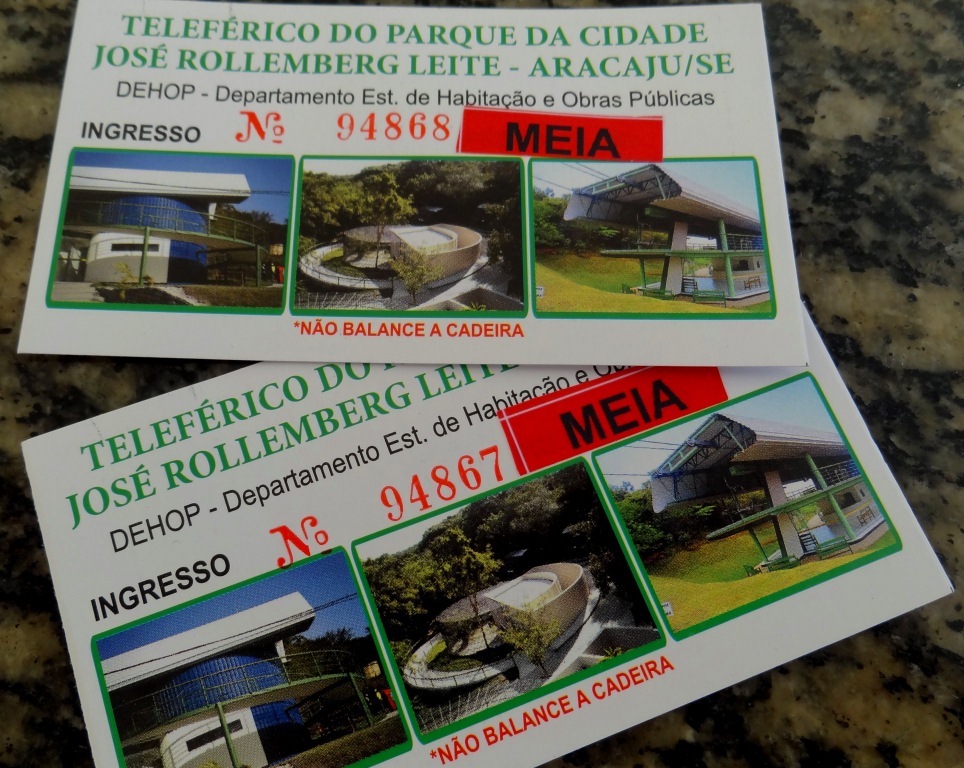 TELEFÉRICO DO PARQUE DA CIDADE
JOSÉ ROLLEMBERG LEITE - ARACAJU/SE
DEHOP - Departamento Est. de Habitação e Obras Públicas
INGRESSO Nº 94868 MEIA
*NÃO BALANCE A CADEIRA
TELEFÉRICO DO
JOSÉ ROLLEMBERG LEITE
DEHOP - Departamento Est. de Habitação e
INGRESSO Nº 94867 MEIA
*NÃO BALANCE A CADEIRA